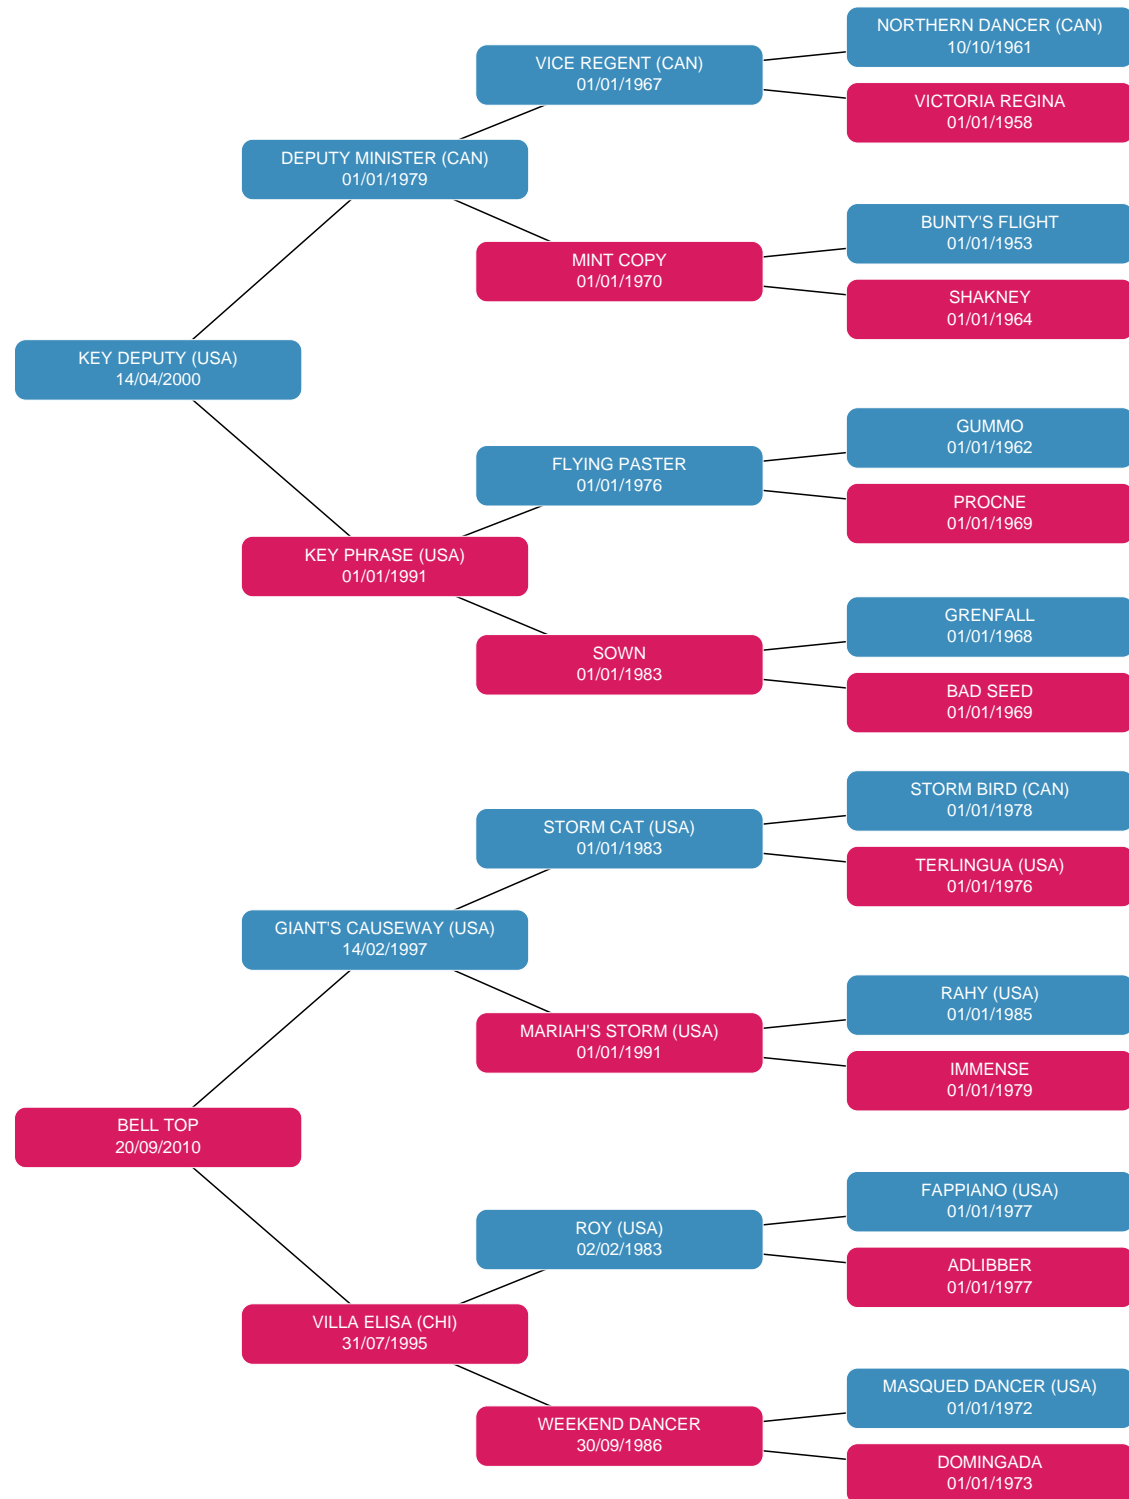 NORTHERN DANCER (CAN)
10/10/1961
VICE REGENT (CAN)
01/01/1967
VICTORIA REGINA
01/01/1958
DEPUTY MINISTER (CAN)
01/01/1979
BUNTY'S FLIGHT
01/01/1953
MINT COPY
01/01/1970
SHAKNEY
01/01/1964
KEY DEPUTY (USA)
14/04/2000
GUMMO
01/01/1962
FLYING PASTER
01/01/1976
PROCNE
01/01/1969
KEY PHRASE (USA)
01/01/1991
GRENFALL
01/01/1968
SOWN
01/01/1983
BAD SEED
01/01/1969
STORM BIRD (CAN)
01/01/1978
STORM CAT (USA)
01/01/1983
TERLINGUA (USA)
01/01/1976
GIANT'S CAUSEWAY (USA)
14/02/1997
RAHY (USA)
01/01/1985
MARIAH'S STORM (USA)
01/01/1991
IMMENSE
01/01/1979
BELL TOP
20/09/2010
FAPPIANO (USA)
01/01/1977
ROY (USA)
02/02/1983
ADLIBBER
01/01/1977
VILLA ELISA (CHI)
31/07/1995
MASQUED DANCER (USA)
01/01/1972
WEEKEND DANCER
30/09/1986
DOMINGADA
01/01/1973